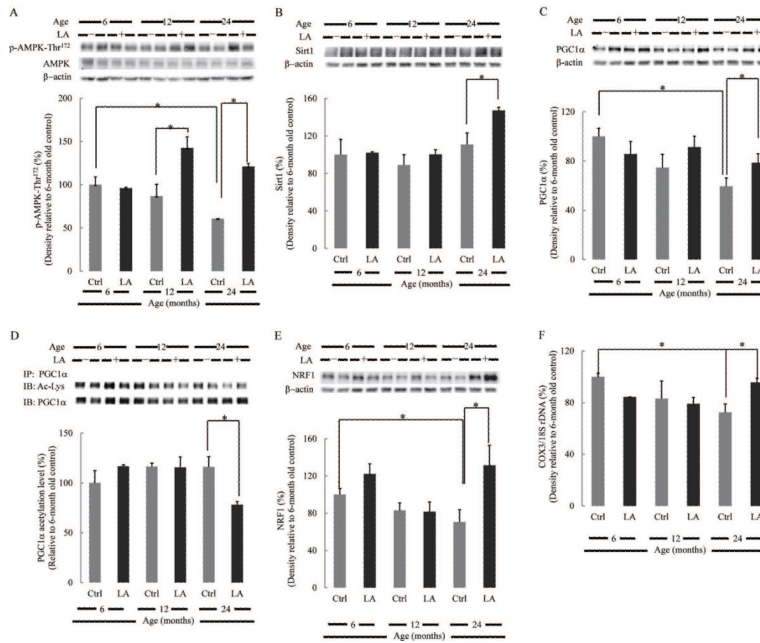 A
Age 6 12 24
LA − + − + − +
p-AMPK-Thr172
AMPK
β-actin
p-AMPK-Thr172 (%)
(Density relative to 6-month old control)
200
150
100
50
0
*
*
*
Ctrl LA Ctrl LA Ctrl LA
6 12 24
Age (months)
B
Age 6 12 24
LA − + − + − +
Sirt1
β-actin
Sirt1 (%)
(Density relative to 6-month old control)
160
120
80
40
0
*
Ctrl LA Ctrl LA Ctrl LA
6 12 24
Age (months)
C
Age 6 12 24
LA − + − + − +
PGC1α
β-actin
PGC1α (%)
(Density relative to 6-month old control)
120
100
80
60
40
20
0
*
*
Ctrl LA Ctrl LA Ctrl LA
6 12 24
Age (months)
D
Age 6 12 24
LA − + − + − +
IP: PGC1α
IB: Ac-Lys
IB: PGC1α
PGC1α acetylation level (%)
(Relative to 6-month old control)
150
100
50
0
*
Ctrl LA Ctrl LA Ctrl LA
6 12 24
Age (months)
E
Age 6 12 24
LA − + − + − +
NRF1
β-actin
NRF1 (%)
(Density relative to 6-month old control)
200
160
120
80
40
0
*
*
Ctrl LA Ctrl LA Ctrl LA
6 12 24
Age (months)
F
COX3/18S rDNA (%)
(Density relative to 6-month old control)
120
100
80
60
40
20
0
*
*
Ctrl LA Ctrl LA Ctrl LA
6 12 24
Age (months)